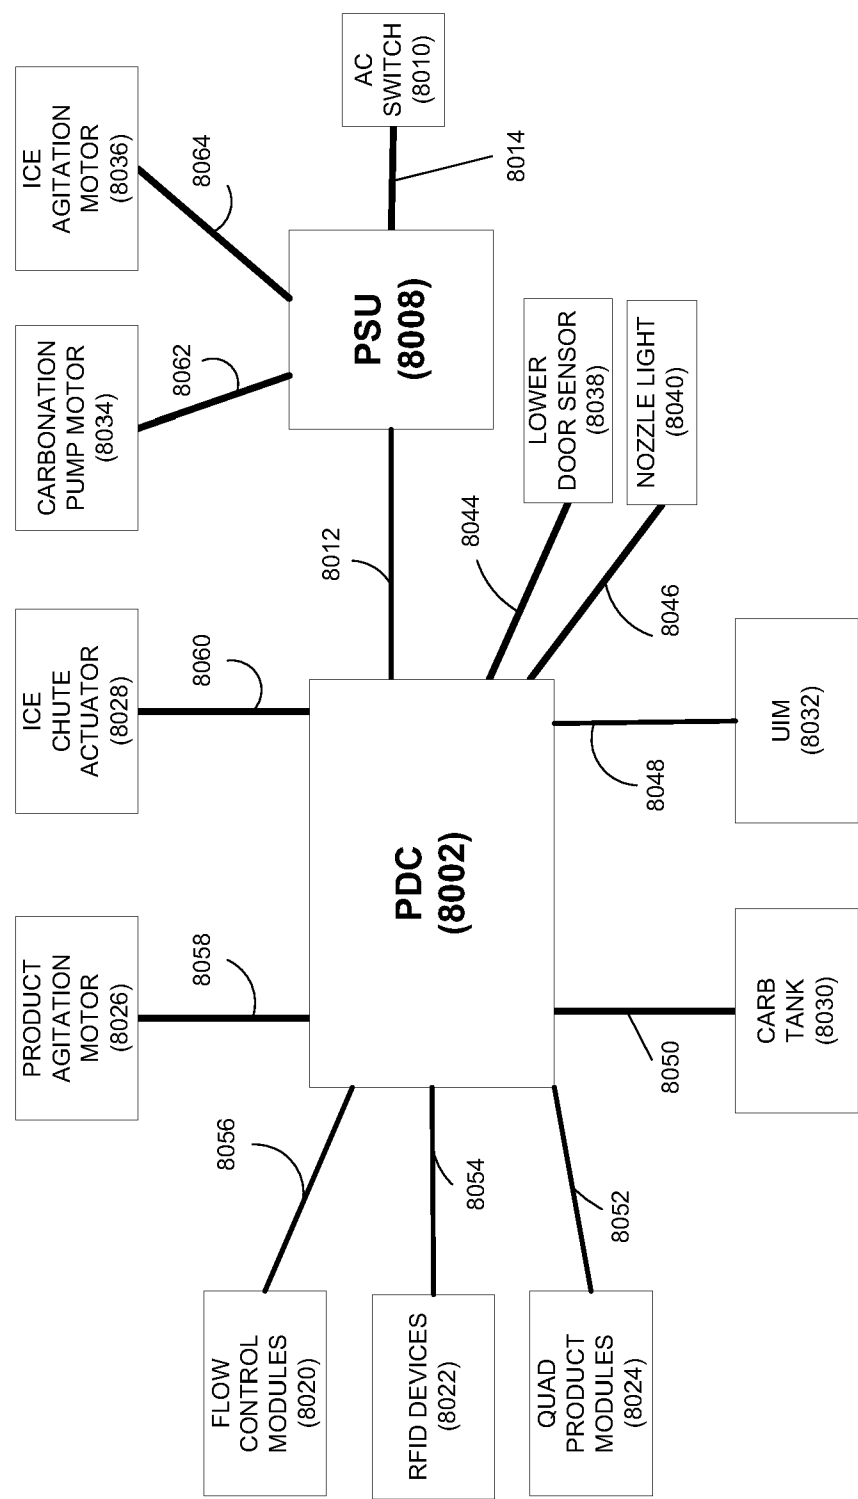 PRODUCT
AGITATION
MOTOR
(8026)
ICE
CHUTE
ACTUATOR
(8028)
CARBONATION
PUMP MOTOR
(8034)
ICE
AGITATION
MOTOR
(8036)
8058
8060
8062
8064
FLOW
CONTROL
MODULES
(8020)
8056
RFID DEVICES
(8022)
8054
QUAD
PRODUCT
MODULES
(8024)
8052
PDC
(8002)
8012
PSU
(8008)
8014
AC
SWITCH
(8010)
8044
LOWER
DOOR SENSOR
(8038)
8046
NOZZLE LIGHT
(8040)
8050
8048
CARB
TANK
(8030)
UIM
(8032)